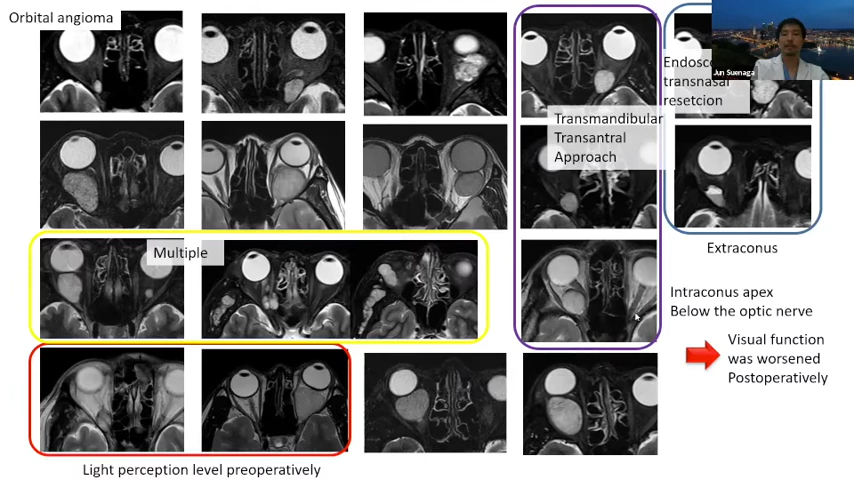 Orbital angioma
Jun Suenaga
transnasal
resetcion
Transmandibular
Transantral
Approach
Multiple
Extraconus
Intraconus apex
Below the optic nerve
Visual function
was worsened
Postoperatively
Light perception level preoperatively